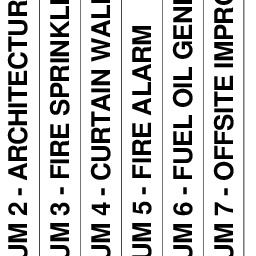 UM 2 - ARCHITECTUR
UM 3 - FIRE SPRINKL
UM 4 - CURTAIN WAL
UM 5 - FIRE ALARM
UM 6 - FUEL OIL GEN
UM 7 - OFFSITE IMPR